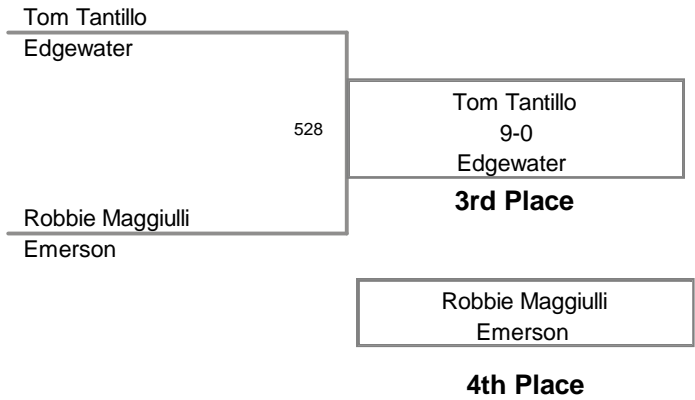 Tom Tantillo
Edgewater
528
Tom Tantillo
9-0
Edgewater
3rd Place
Robbie Maggiulli
Emerson
Robbie Maggiulli
Emerson
4th Place